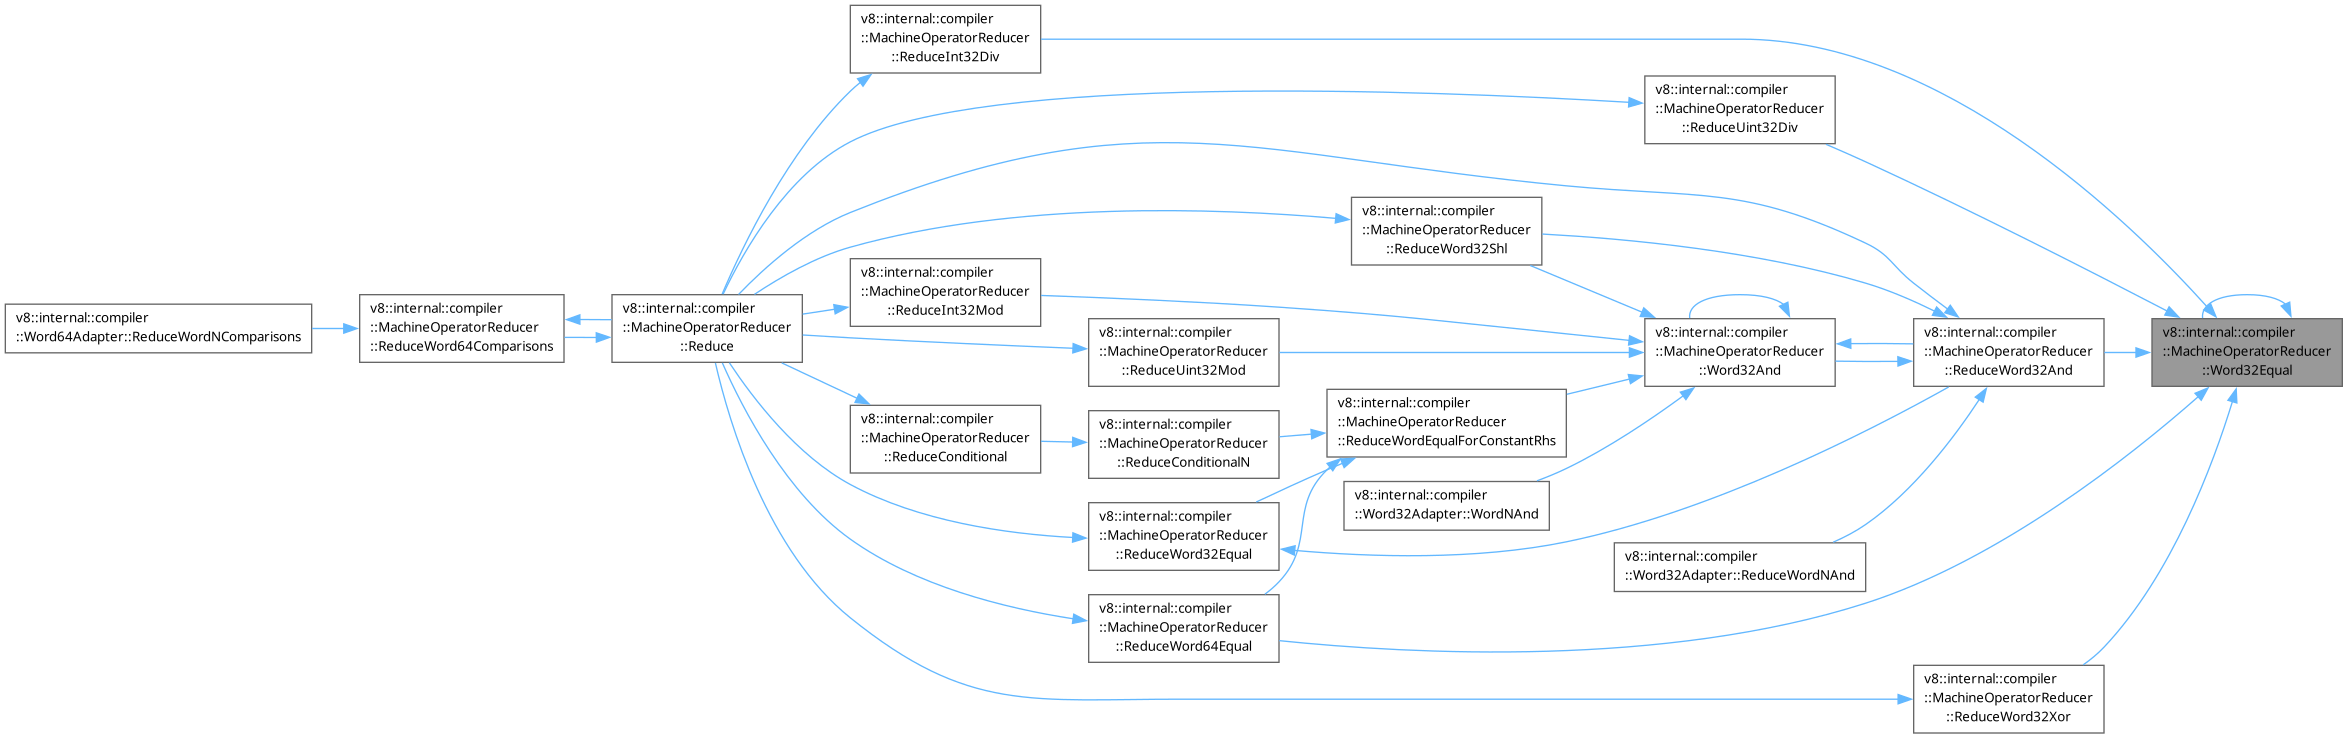 v8::internal::compiler
::MachineOperatorReducer
::ReduceInt32Div
v8::internal::compiler
::MachineOperatorReducer
::ReduceUint32Div
v8::internal::compiler
::MachineOperatorReducer
::ReduceWord32Shl
v8::internal::compiler
::MachineOperatorReducer
::ReduceInt32Mod
v8::internal::compiler
::Word64Adapter::ReduceWordNComparisons
v8::internal::compiler
::MachineOperatorReducer
::ReduceWord64Comparisons
v8::internal::compiler
::MachineOperatorReducer
::Reduce
v8::internal::compiler
::MachineOperatorReducer
::ReduceUint32Mod
v8::internal::compiler
::MachineOperatorReducer
::Word32And
v8::internal::compiler
::MachineOperatorReducer
::ReduceWord32And
v8::internal::compiler
::MachineOperatorReducer
::Word32Equal
v8::internal::compiler
::MachineOperatorReducer
::ReduceConditional
v8::internal::compiler
::MachineOperatorReducer
::ReduceConditionalN
v8::internal::compiler
::MachineOperatorReducer
::ReduceWordEqualForConstantRhs
v8::internal::compiler
::Word32Adapter::WordNAnd
v8::internal::compiler
::MachineOperatorReducer
::ReduceWord32Equal
v8::internal::compiler
::Word32Adapter::ReduceWordNAnd
v8::internal::compiler
::MachineOperatorReducer
::ReduceWord64Equal
v8::internal::compiler
::MachineOperatorReducer
::ReduceWord32Xor